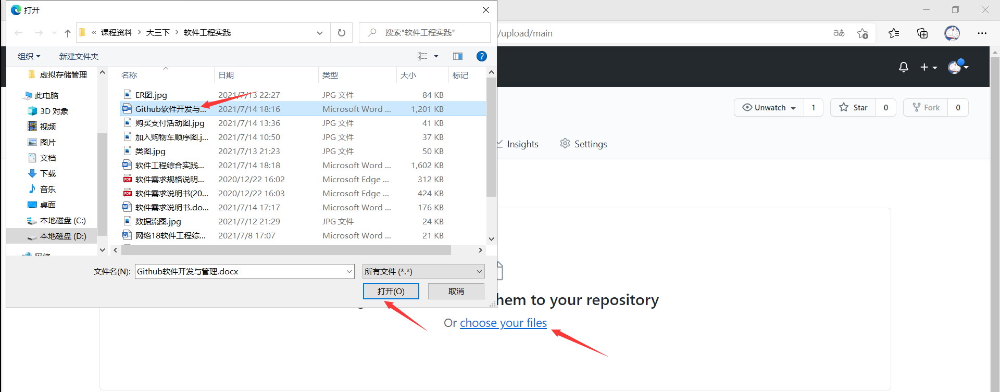 打开
« 课程资料 > 大三下 > 软件工程实践
搜索"软件工程实践"
/upload/main
aあ
组织
新建文件夹
虚拟存储管理
此电脑
3D 对象
视频
图片
文档
下载
音乐
桌面
本地磁盘 (C:)
本地磁盘 (D:)
网络
名称 日期 类型 大小 标记
ER图.jpg 2021/7/13 22:27 JPG 文件 84 KB
Github软件开发与... 2021/7/14 18:16 Microsoft Word ... 1,201 KB
购买支付活动图.jpg 2021/7/14 13:36 JPG 文件 41 KB
加入购物车顺序图.j... 2021/7/14 10:50 JPG 文件 37 KB
类图.jpg 2021/7/13 21:23 JPG 文件 50 KB
软件工程综合实践... 2021/7/14 18:18 Microsoft Word ... 1,602 KB
软件需求规格说明... 2020/12/22 16:02 Microsoft Edge ... 312 KB
软件需求说明书(20... 2020/12/22 16:03 Microsoft Edge ... 424 KB
软件需求说明书.do... 2021/7/14 17:17 Microsoft Word ... 176 KB
数据流图.jpg 2021/7/12 21:29 JPG 文件 24 KB
网络18软件工程综... 2021/7/8 17:07 Microsoft Word ... 21 KB
文件名(N): Github软件开发与管理.docx 所有文件 (*.*)
打开(O) 取消
Unwatch 1 Star 0 Fork 0
Insights Settings
hem to your repository
Or choose your files